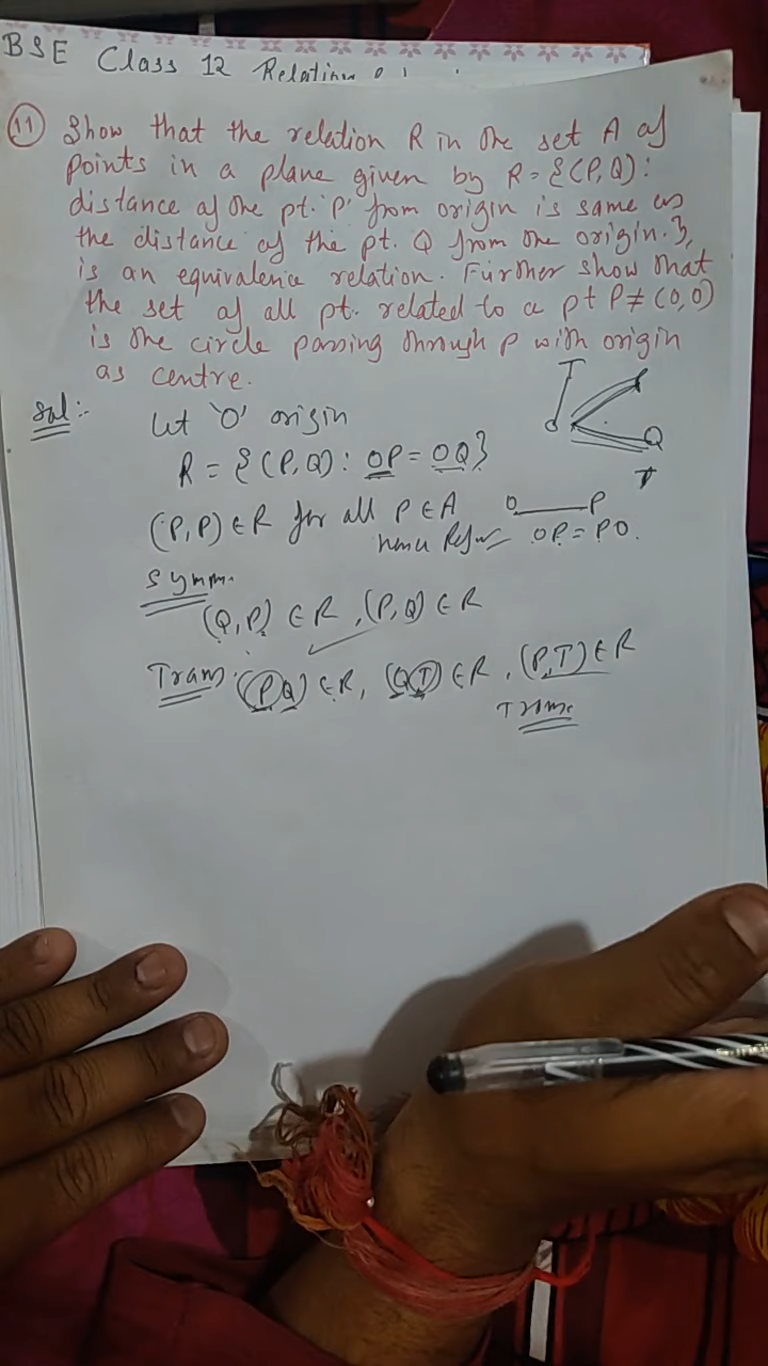 BSE Class 12 Relation
11 Show that the relation R in the set A of
points in a plane given by R = {(P, Q):
distance of the pt. 'P' from origin is same as
the distance of the pt. Q from the origin.},
is an equivalence relation. Further show that
the set of all pt. related to a pt P ≠ (0,0)
is the circle passing through P with origin
as centre.
Sol:-
Let 'O' origin
T
O
Q
T
R = {(P, Q): OP = OQ}
(P, P) ∈ R for all P ∈ A
O P
hence Ref OP = PO.
Symm.
(Q, P) ∈ R, (P, Q) ∈ R
Trans. (P Q) ∈ R, (Q T) ∈ R, (P, T) ∈ R
Trans.